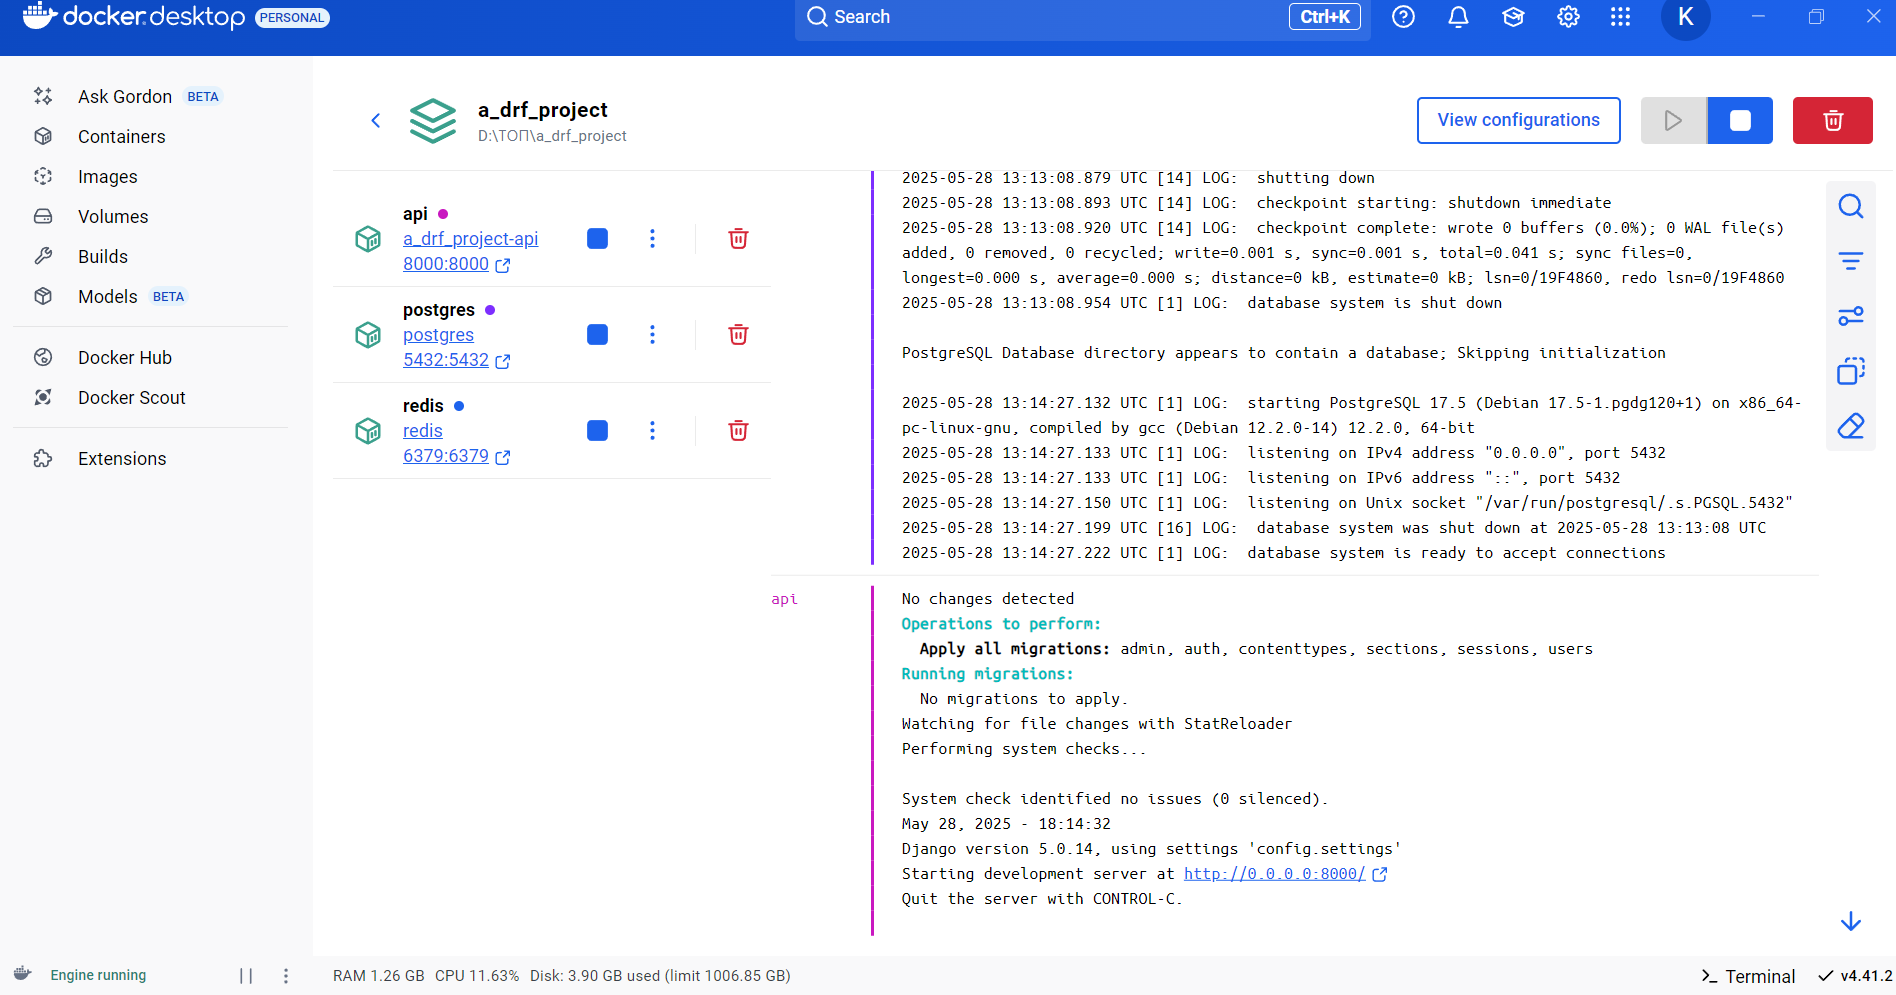 docker.desktop PERSONAL
Search
Ctrl+K
K
Ask Gordon BETA
Containers
Images
Volumes
Builds
Models BETA
Docker Hub
Docker Scout
Extensions
a_drf_project
D:\ТОП\a_drf_project
View configurations
api
a_drf_project-api
8000:8000
postgres
postgres
5432:5432
redis
redis
6379:6379
2025-05-28 13:13:08.879 UTC [14] LOG:  shutting down
2025-05-28 13:13:08.893 UTC [14] LOG:  checkpoint starting: shutdown immediate
2025-05-28 13:13:08.920 UTC [14] LOG:  checkpoint complete: wrote 0 buffers (0.0%); 0 WAL file(s)
added, 0 removed, 0 recycled; write=0.001 s, sync=0.001 s, total=0.041 s; sync files=0,
longest=0.000 s, average=0.000 s; distance=0 kB, estimate=0 kB; lsn=0/19F4860, redo lsn=0/19F4860
2025-05-28 13:13:08.954 UTC [1] LOG:  database system is shut down
PostgreSQL Database directory appears to contain a database; Skipping initialization
2025-05-28 13:14:27.132 UTC [1] LOG:  starting PostgreSQL 17.5 (Debian 17.5-1.pgdg120+1) on x86_64-
pc-linux-gnu, compiled by gcc (Debian 12.2.0-14) 12.2.0, 64-bit
2025-05-28 13:14:27.133 UTC [1] LOG:  listening on IPv4 address "0.0.0.0", port 5432
2025-05-28 13:14:27.133 UTC [1] LOG:  listening on IPv6 address "::", port 5432
2025-05-28 13:14:27.150 UTC [1] LOG:  listening on Unix socket "/var/run/postgresql/.s.PGSQL.5432"
2025-05-28 13:14:27.199 UTC [16] LOG:  database system was shut down at 2025-05-28 13:13:08 UTC
2025-05-28 13:14:27.222 UTC [1] LOG:  database system is ready to accept connections
api
No changes detected
Operations to perform:
Apply all migrations: admin, auth, contenttypes, sections, sessions, users
Running migrations:
No migrations to apply.
Watching for file changes with StatReloader
Performing system checks...
System check identified no issues (0 silenced).
May 28, 2025 - 18:14:32
Django version 5.0.14, using settings 'config.settings'
Starting development server at http://0.0.0.0:8000/
Quit the server with CONTROL-C.
Engine running
RAM 1.26 GB CPU 11.63% Disk: 3.90 GB used (limit 1006.85 GB)
Terminal
v4.41.2